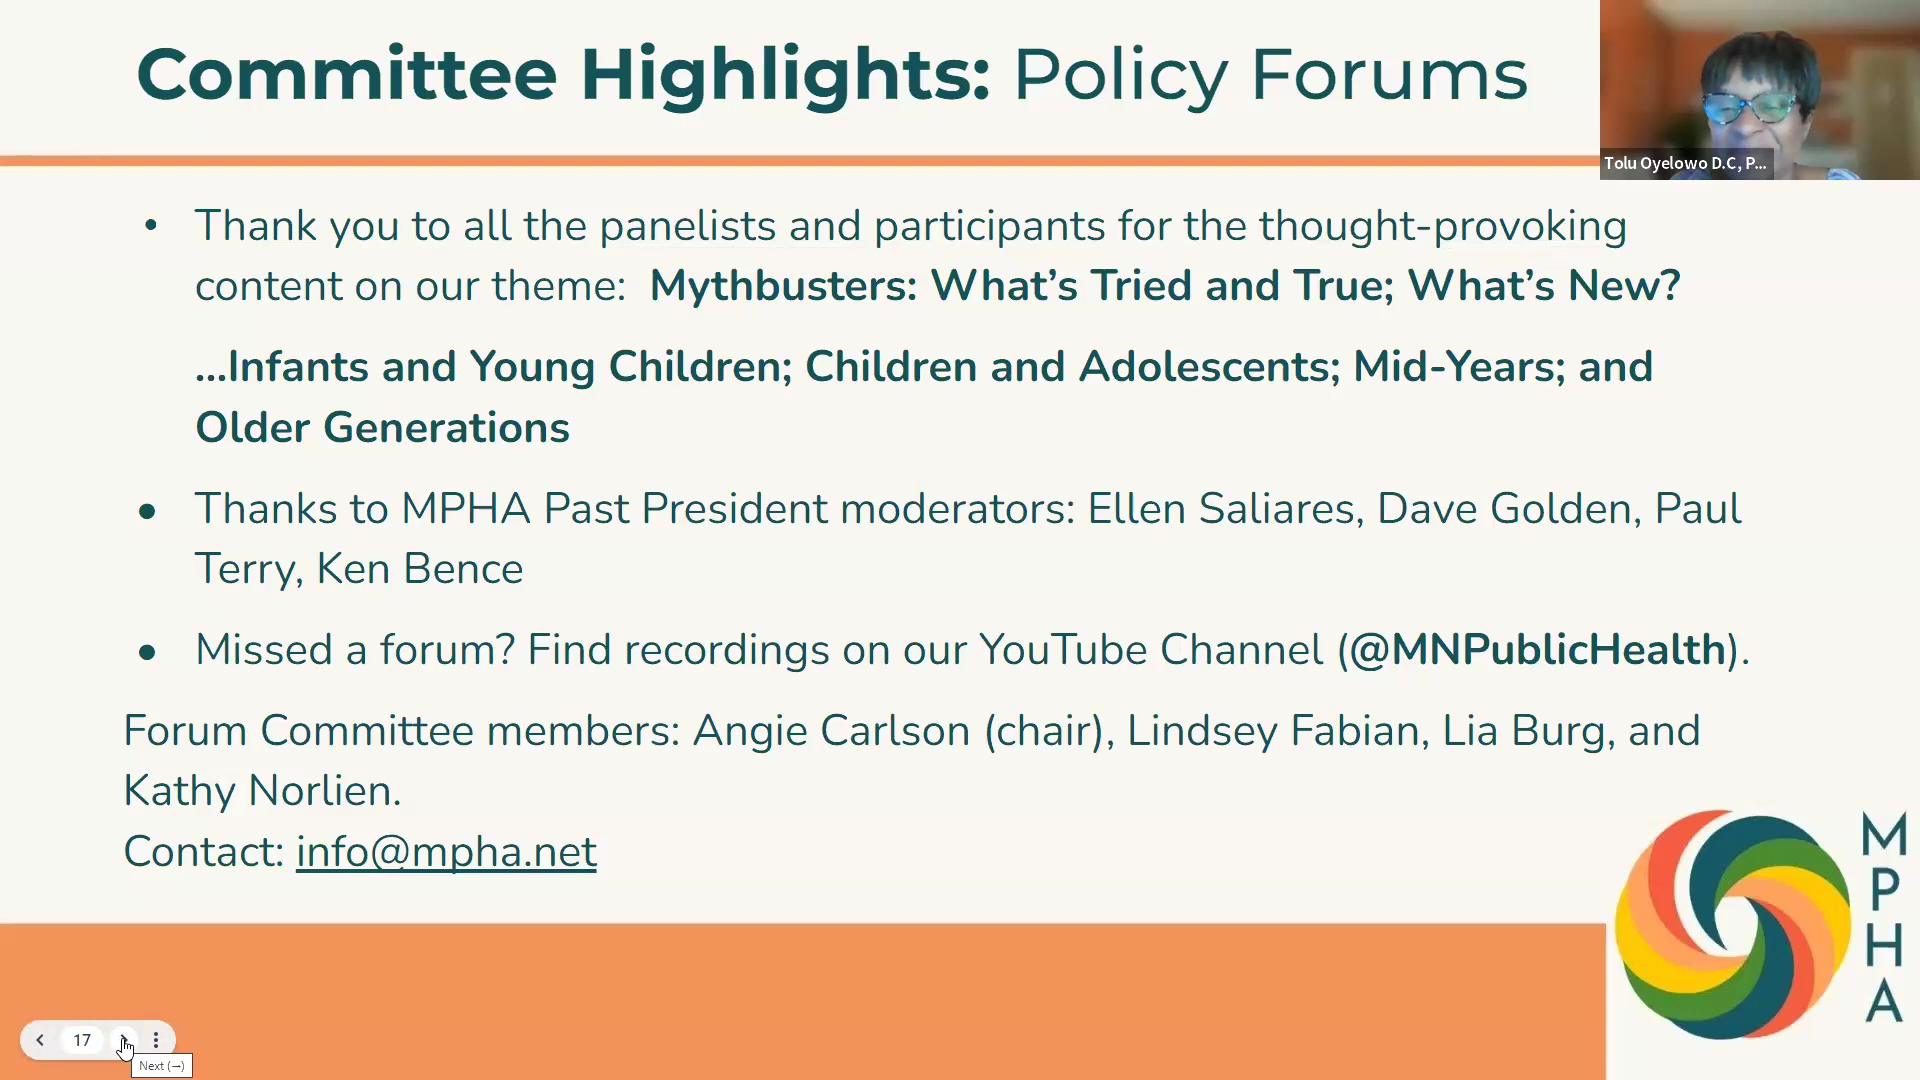 Committee Highlights: Policy Forums
Tolu Oyelowo D.C, P...
• Thank you to all the panelists and participants for the thought-provoking
content on our theme:  Mythbusters: What’s Tried and True; What’s New?
...Infants and Young Children; Children and Adolescents; Mid-Years; and
Older Generations
• Thanks to MPHA Past President moderators: Ellen Saliares, Dave Golden, Paul
Terry, Ken Bence
• Missed a forum? Find recordings on our YouTube Channel (@MNPublicHealth).
Forum Committee members: Angie Carlson (chair), Lindsey Fabian, Lia Burg, and
Kathy Norlien.
Contact: info@mpha.net
M
P
H
A
17
Next (→)